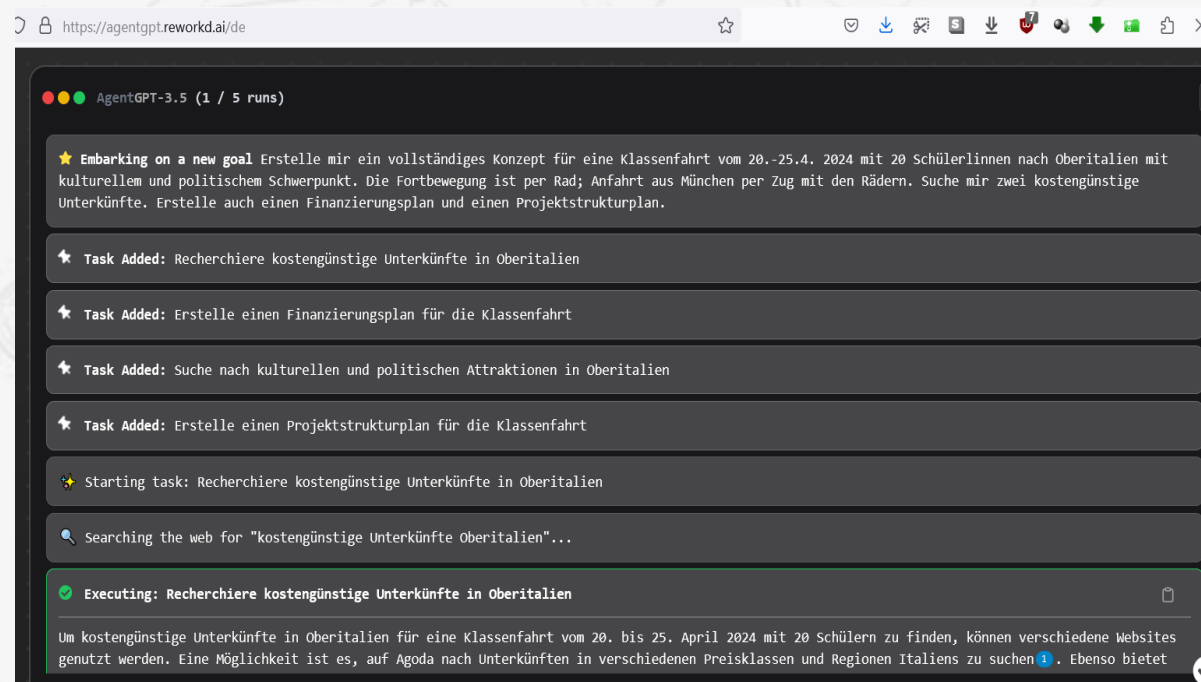 https://agentgpt.reworkd.ai/de
S
7
AgentGPT-3.5 (1 / 5 runs)
Embarking on a new goal Erstelle mir ein vollständiges Konzept für eine Klassenfahrt vom 20.-25.4. 2024 mit 20 Schülerlinnen nach Oberitalien mit
kulturellem und politischem Schwerpunkt. Die Fortbewegung ist per Rad; Anfahrt aus München per Zug mit den Rädern. Suche mir zwei kostengünstige
Unterkünfte. Erstelle auch einen Finanzierungsplan und einen Projektstrukturplan.
Task Added: Recherchiere kostengünstige Unterkünfte in Oberitalien
Task Added: Erstelle einen Finanzierungsplan für die Klassenfahrt
Task Added: Suche nach kulturellen und politischen Attraktionen in Oberitalien
Task Added: Erstelle einen Projektstrukturplan für die Klassenfahrt
Starting task: Recherchiere kostengünstige Unterkünfte in Oberitalien
Searching the web for "kostengünstige Unterkünfte Oberitalien"...
Executing: Recherchiere kostengünstige Unterkünfte in Oberitalien
Um kostengünstige Unterkünfte in Oberitalien für eine Klassenfahrt vom 20. bis 25. April 2024 mit 20 Schülern zu finden, können verschiedene Websites
genutzt werden. Eine Möglichkeit ist es, auf Agoda nach Unterkünften in verschiedenen Preisklassen und Regionen Italiens zu suchen 1 . Ebenso bietet